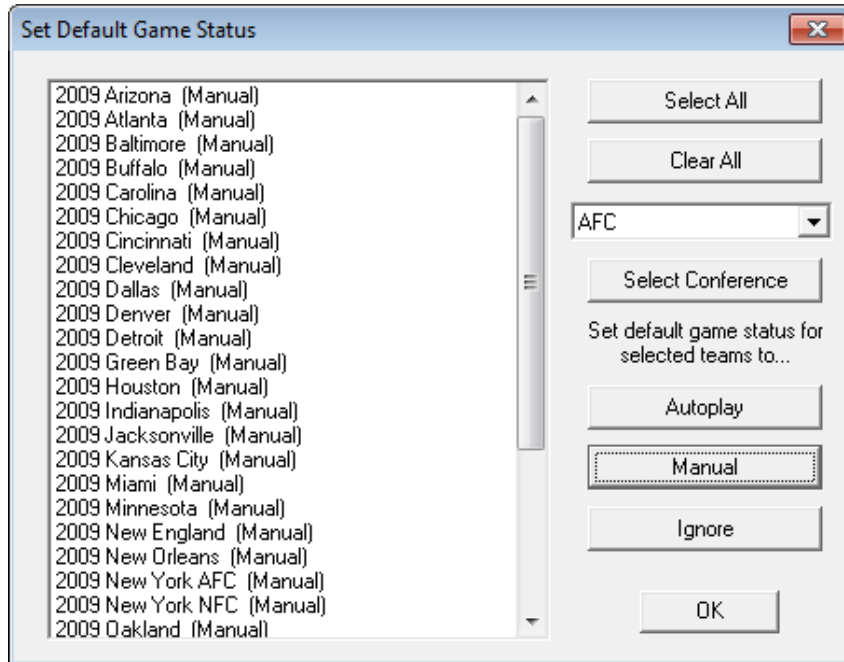 Set Default Game Status
2009 Arizona (Manual)
2009 Atlanta (Manual)
2009 Baltimore (Manual)
2009 Buffalo (Manual)
2009 Carolina (Manual)
2009 Chicago (Manual)
2009 Cincinnati (Manual)
2009 Cleveland (Manual)
2009 Dallas (Manual)
2009 Denver (Manual)
2009 Detroit (Manual)
2009 Green Bay (Manual)
2009 Houston (Manual)
2009 Indianapolis (Manual)
2009 Jacksonville (Manual)
2009 Kansas City (Manual)
2009 Miami (Manual)
2009 Minnesota (Manual)
2009 New England (Manual)
2009 New Orleans (Manual)
2009 New York AFC (Manual)
2009 New York NFC (Manual)
2009 Oakland (Manual)
Select All
Clear All
AFC
Select Conference
Set default game status for
selected teams to...
Autoplay
Manual
Ignore
OK